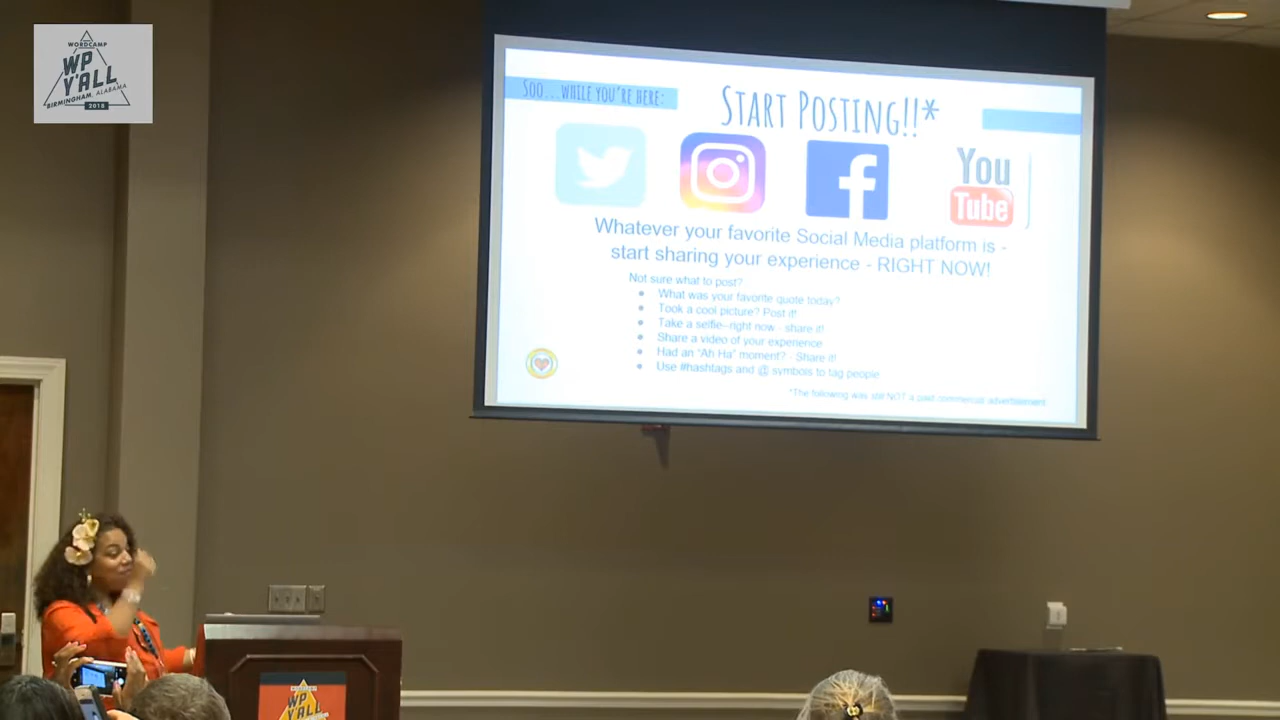 WORDCAMP
WP
Y'ALL
BIRMINGHAM, ALABAMA
2018
SOO...WHILE YOU'RE HERE:
START POSTING!!*
You
Tube
Whatever your favorite Social Media platform is -
start sharing your experience - RIGHT NOW!
Not sure what to post?
● What was your favorite quote today?
● Took a cool picture? Post it!
● Take a selfie--right now - share it!
● Share a video of your experience
● Had an "Ah Ha" moment? - Share it!
● Use #hashtags and @ symbols to tag people
*The following was still NOT a paid commercial advertisement
WP
Y'ALL